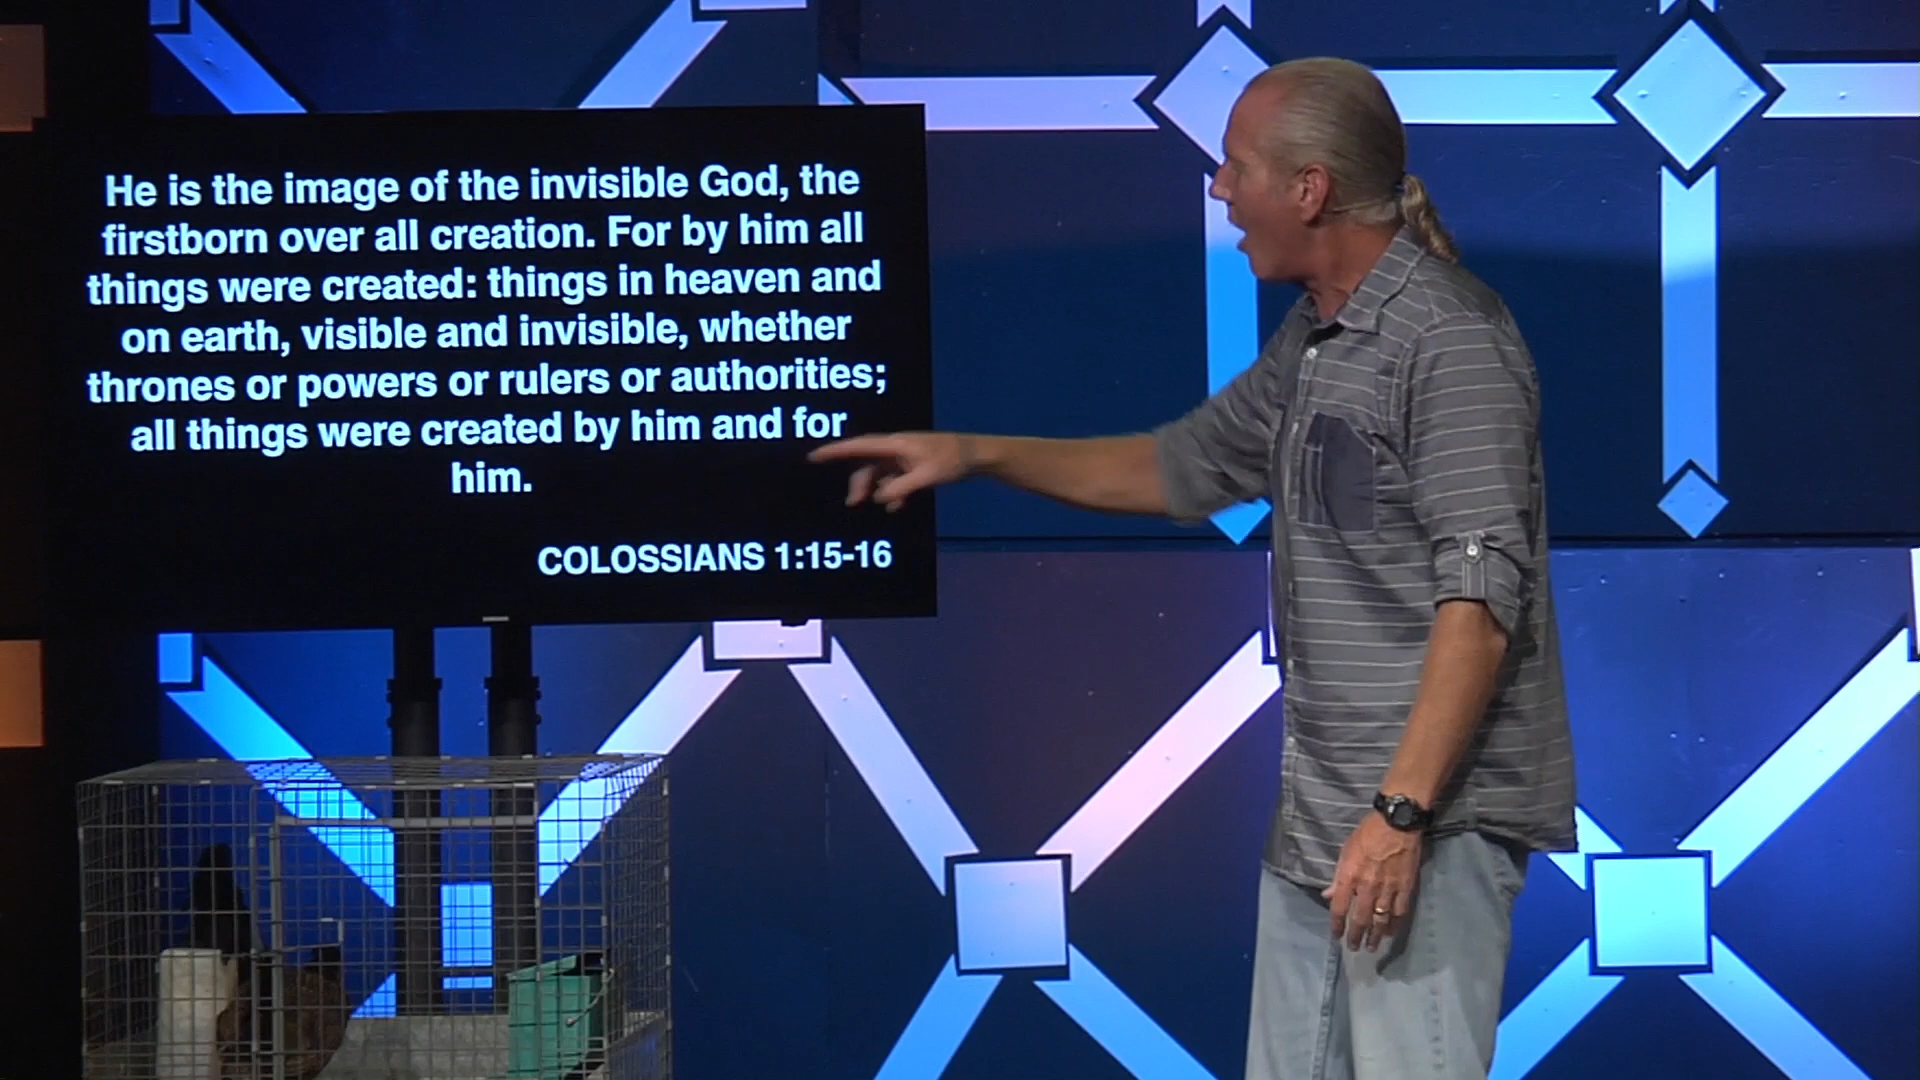 He is the image of the invisible God, the
firstborn over all creation. For by him all
things were created: things in heaven and
on earth, visible and invisible, whether
thrones or powers or rulers or authorities;
all things were created by him and for
him.
COLOSSIANS 1:15-16